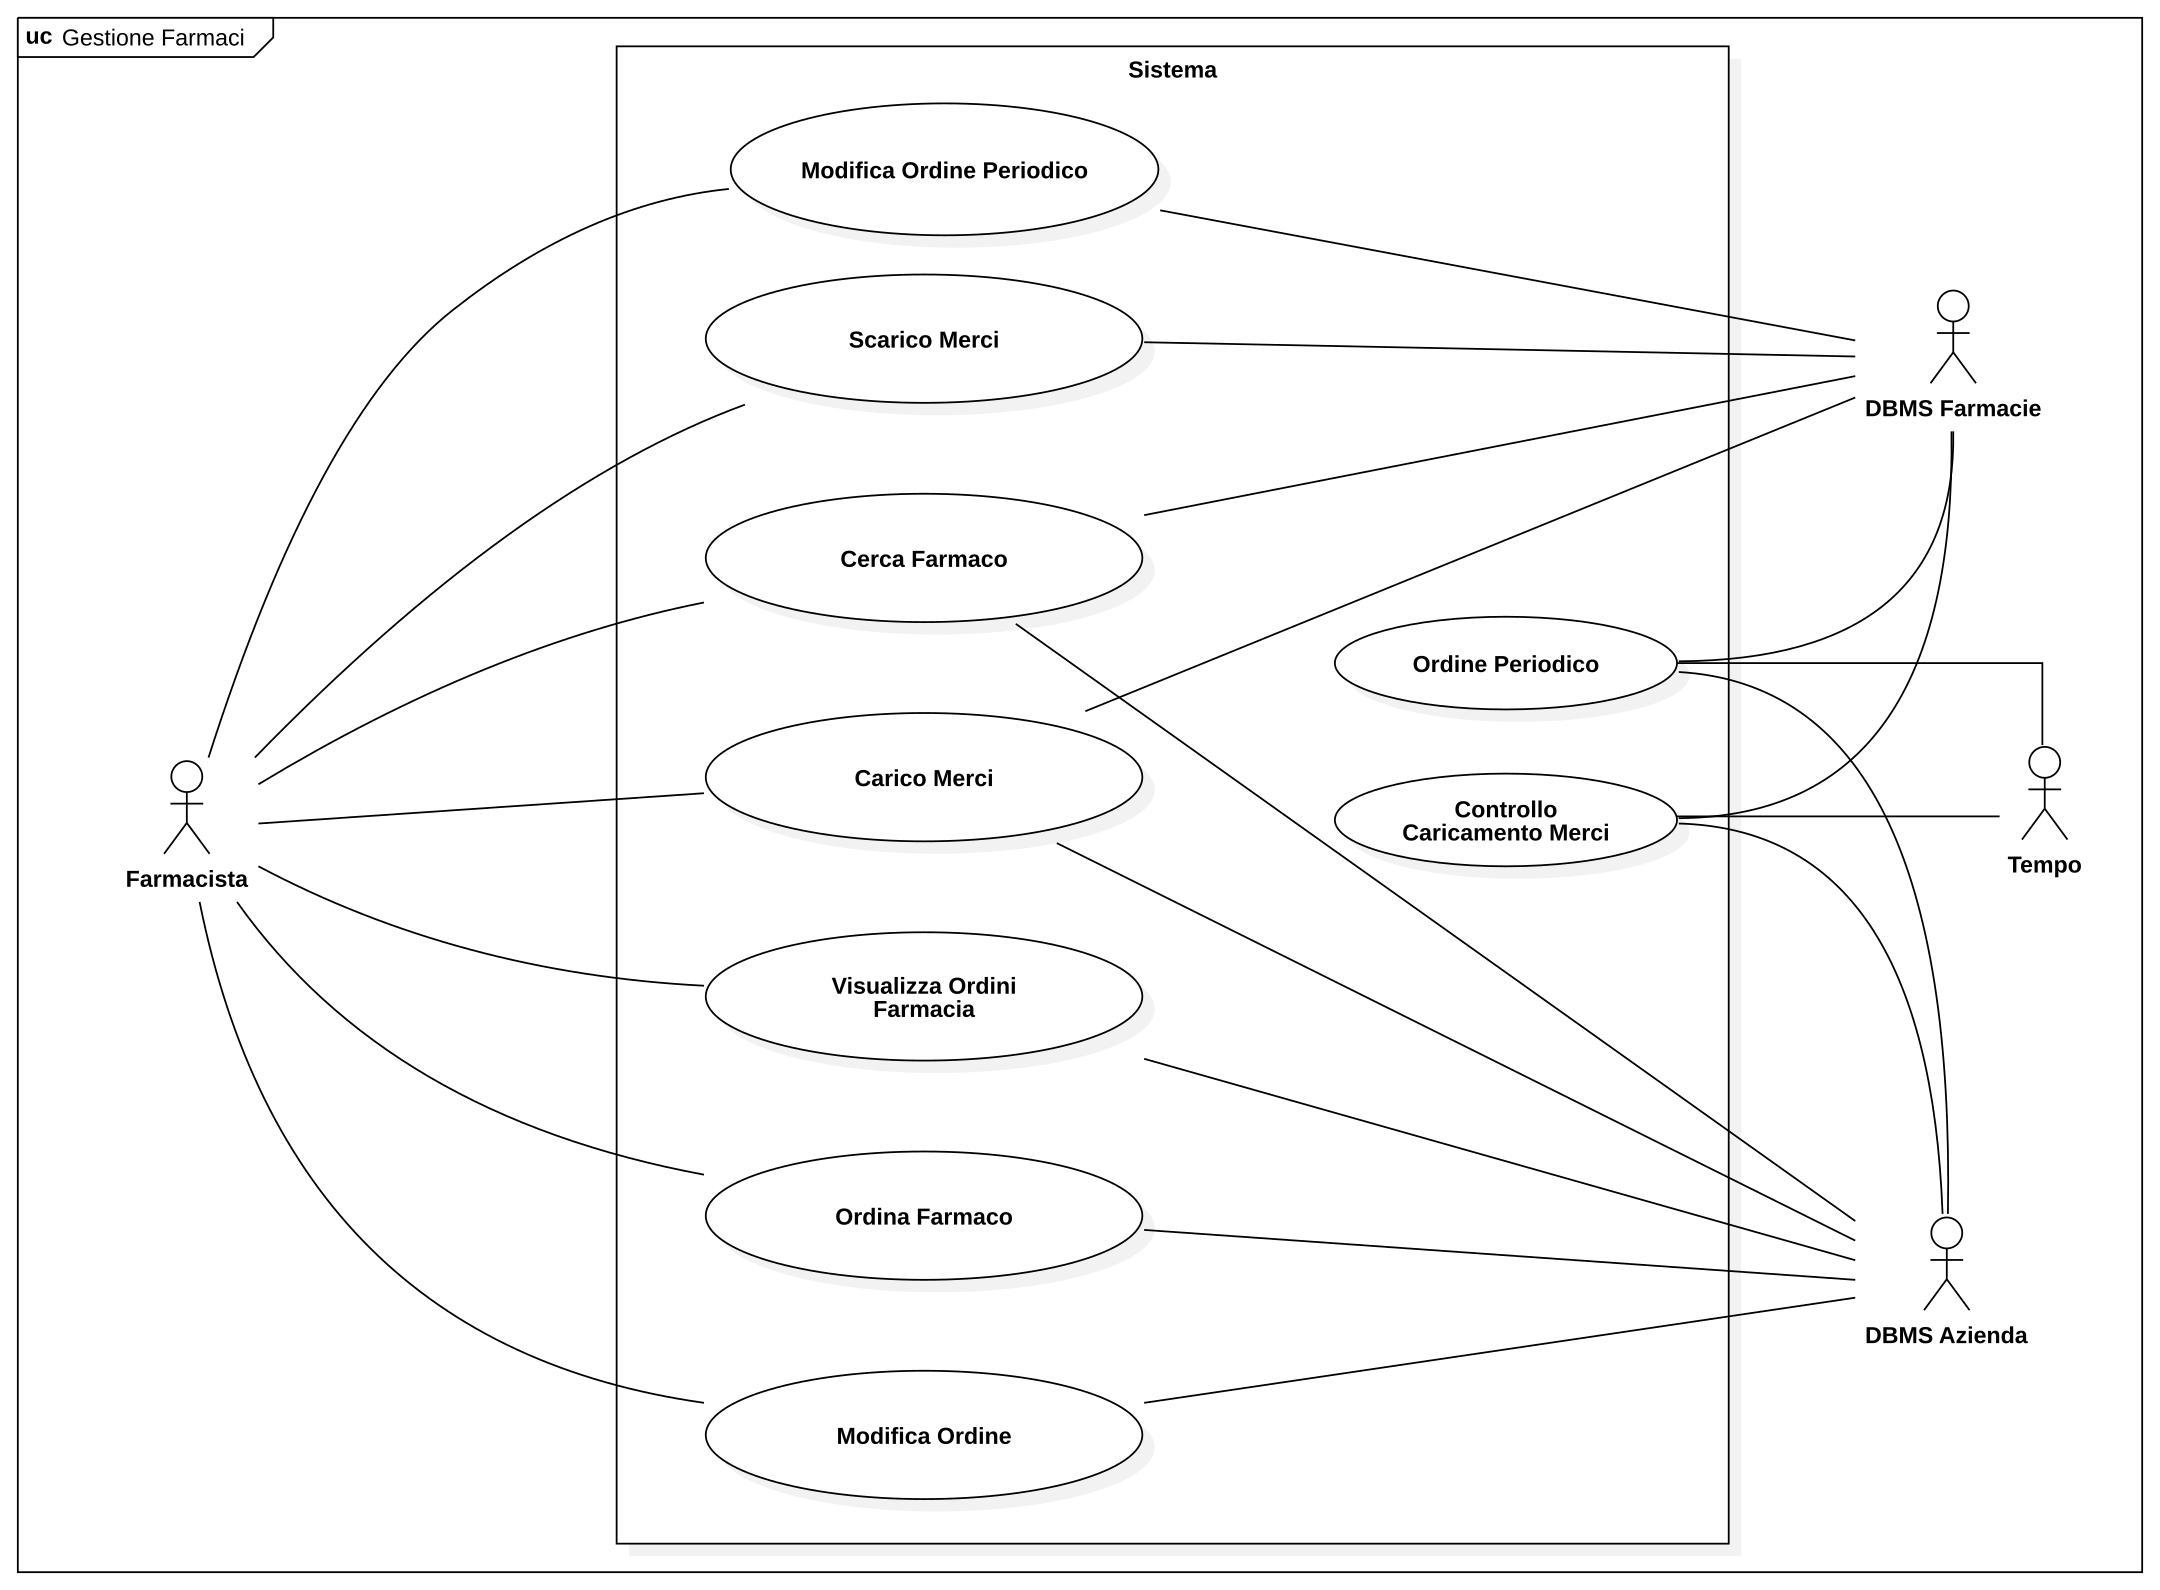 uc Gestione Farmaci
Sistema
Modifica Ordine Periodico
Scarico Merci
DBMS Farmacie
Cerca Farmaco
Ordine Periodico
Carico Merci
Controllo
Caricamento Merci
Tempo
Farmacista
Visualizza Ordini
Farmacia
Ordina Farmaco
DBMS Azienda
Modifica Ordine